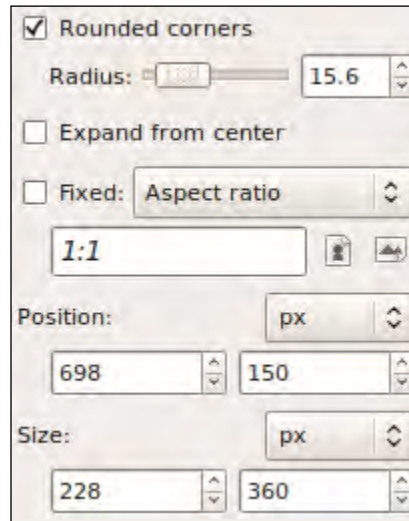 Rounded corners
Radius: 15.6
Expand from center
Fixed: Aspect ratio
1:1
Position: px
698 150
Size: px
228 360